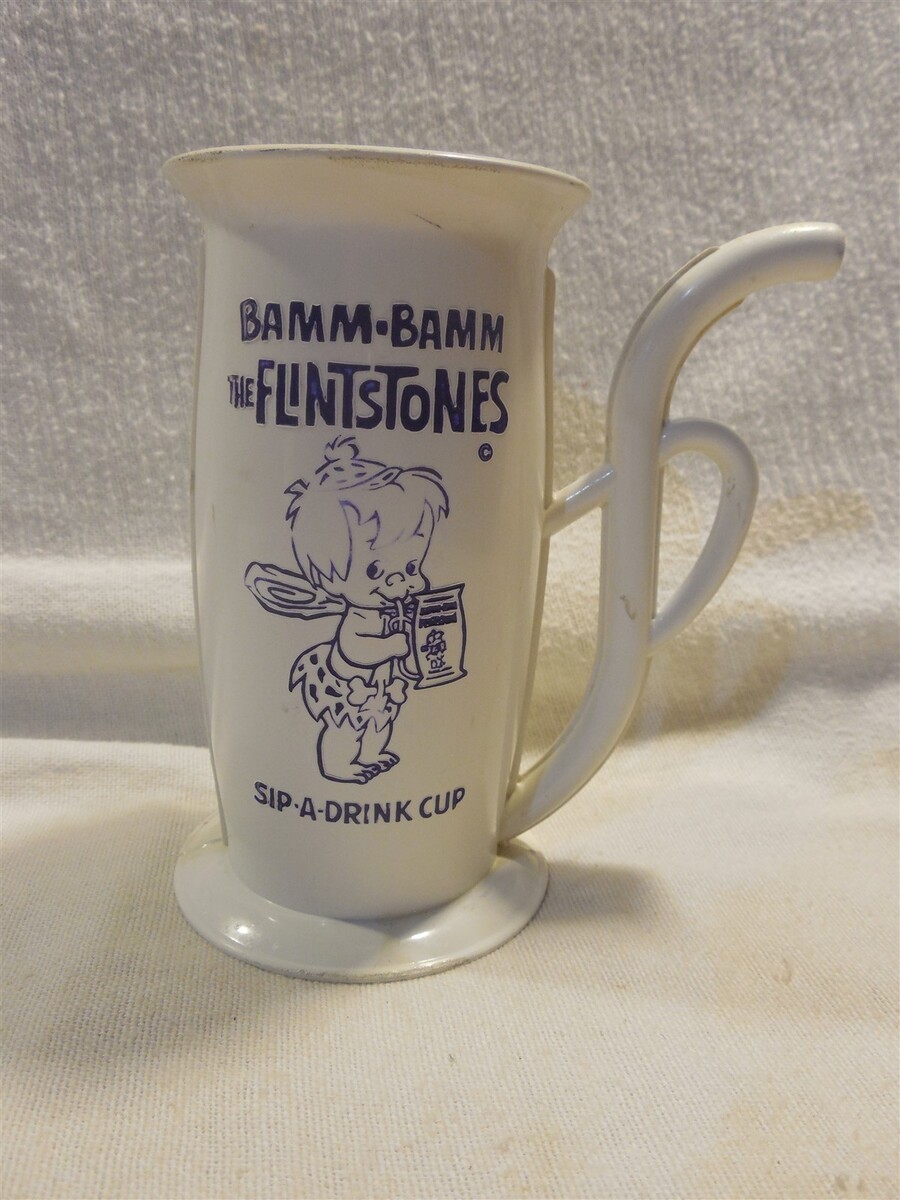 BAMM·BAMM
THE FLINTSTONES
©
SIP·A·DRINK CUP